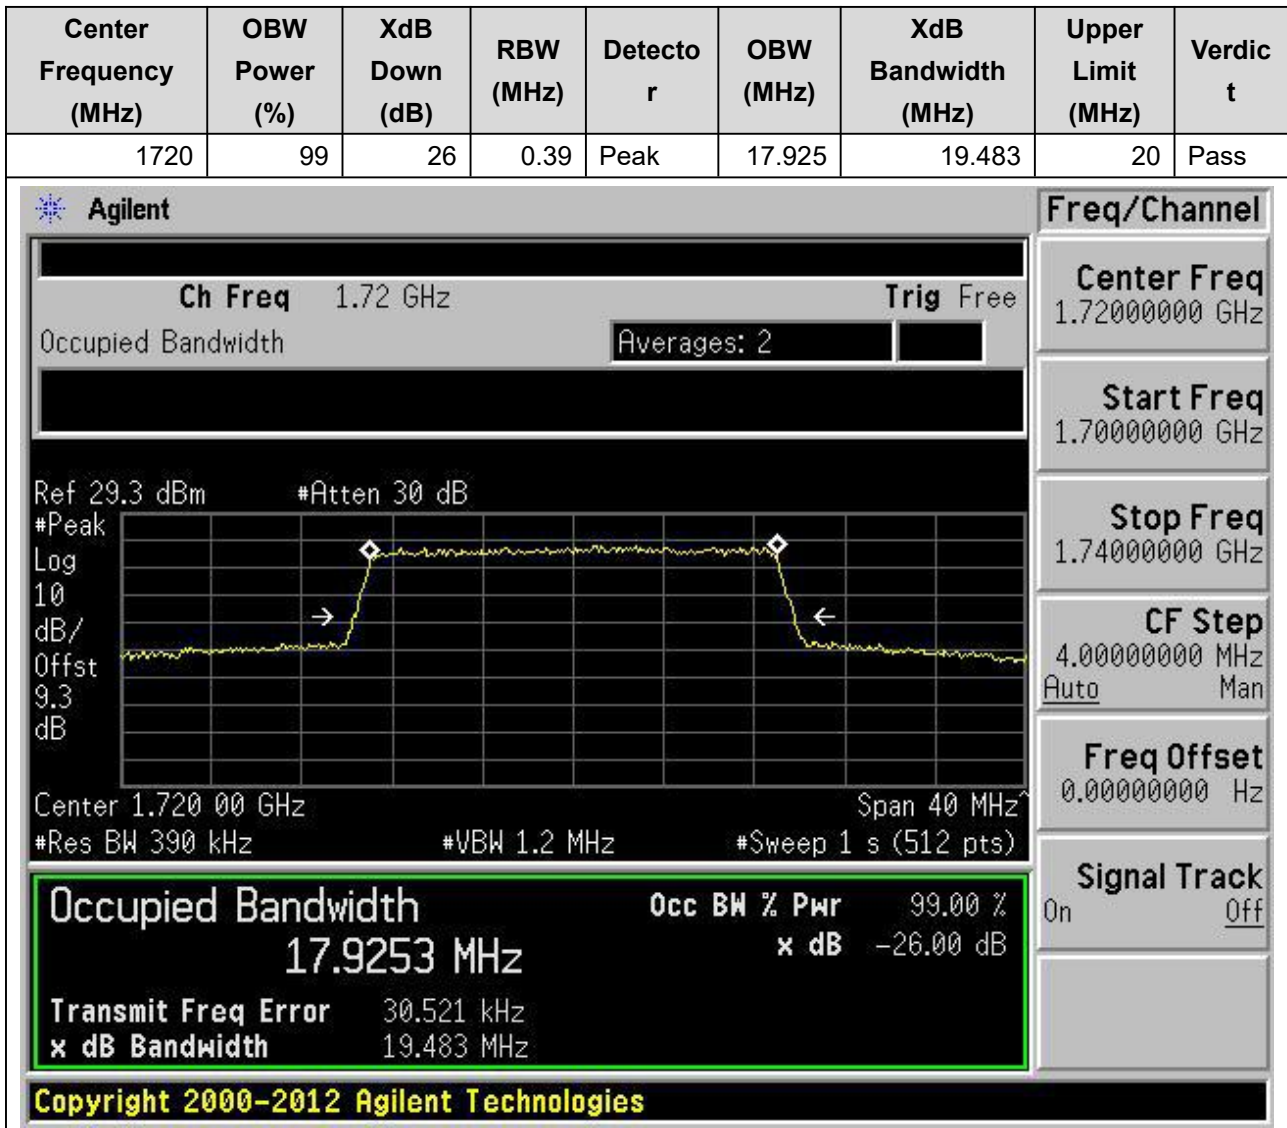 Center Frequency (MHz) OBW Power (%) XdB Down (dB) RBW (MHz) Detector OBW (MHz) XdB Bandwidth (MHz) Upper Limit (MHz) Verdict
1720 99 26 0.39 Peak 17.925 19.483 20 Pass
Agilent Freq/Channel
Ch Freq 1.72 GHz Trig Free
Occupied Bandwidth Averages: 2
Center Freq
1.72000000 GHz
Start Freq
1.70000000 GHz
Stop Freq
1.74000000 GHz
CF Step
4.00000000 MHz
Auto Man
Freq Offset
0.00000000 Hz
Signal Track
On Off
Ref 29.3 dBm #Atten 30 dB
#Peak
Log
10
dB/
Offst
9.3
dB
Center 1.720 00 GHz Span 40 MHz^
#Res BW 390 kHz #VBW 1.2 MHz #Sweep 1 s (512 pts)
Occupied Bandwidth Occ BW % Pwr 99.00 %
17.9253 MHz x dB -26.00 dB
Transmit Freq Error 30.521 kHz
x dB Bandwidth 19.483 MHz
Copyright 2000-2012 Agilent Technologies